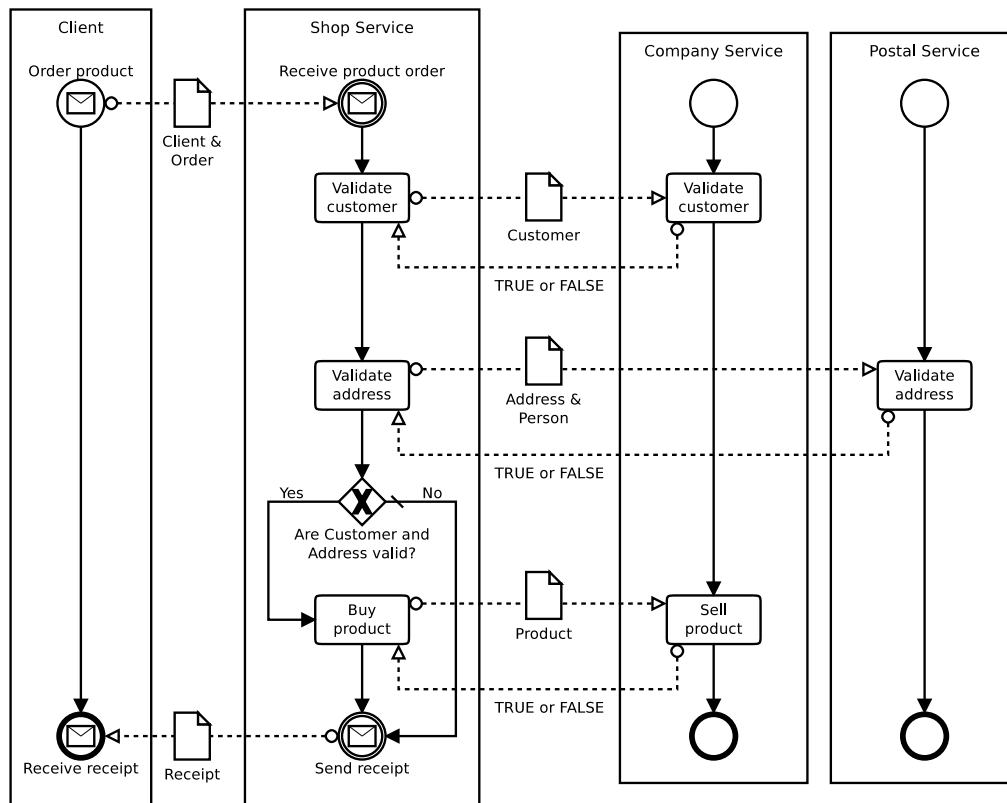 Client
Shop Service
Company Service
Postal Service
Order product
Receive product order
Client &
Order
Validate
customer
Customer
Validate
customer
TRUE or FALSE
Validate
address
Address &
Person
Validate
address
TRUE or FALSE
Yes
No
Are Customer and
Address valid?
Buy
product
Product
Sell
product
TRUE or FALSE
Receive receipt
Receipt
Send receipt